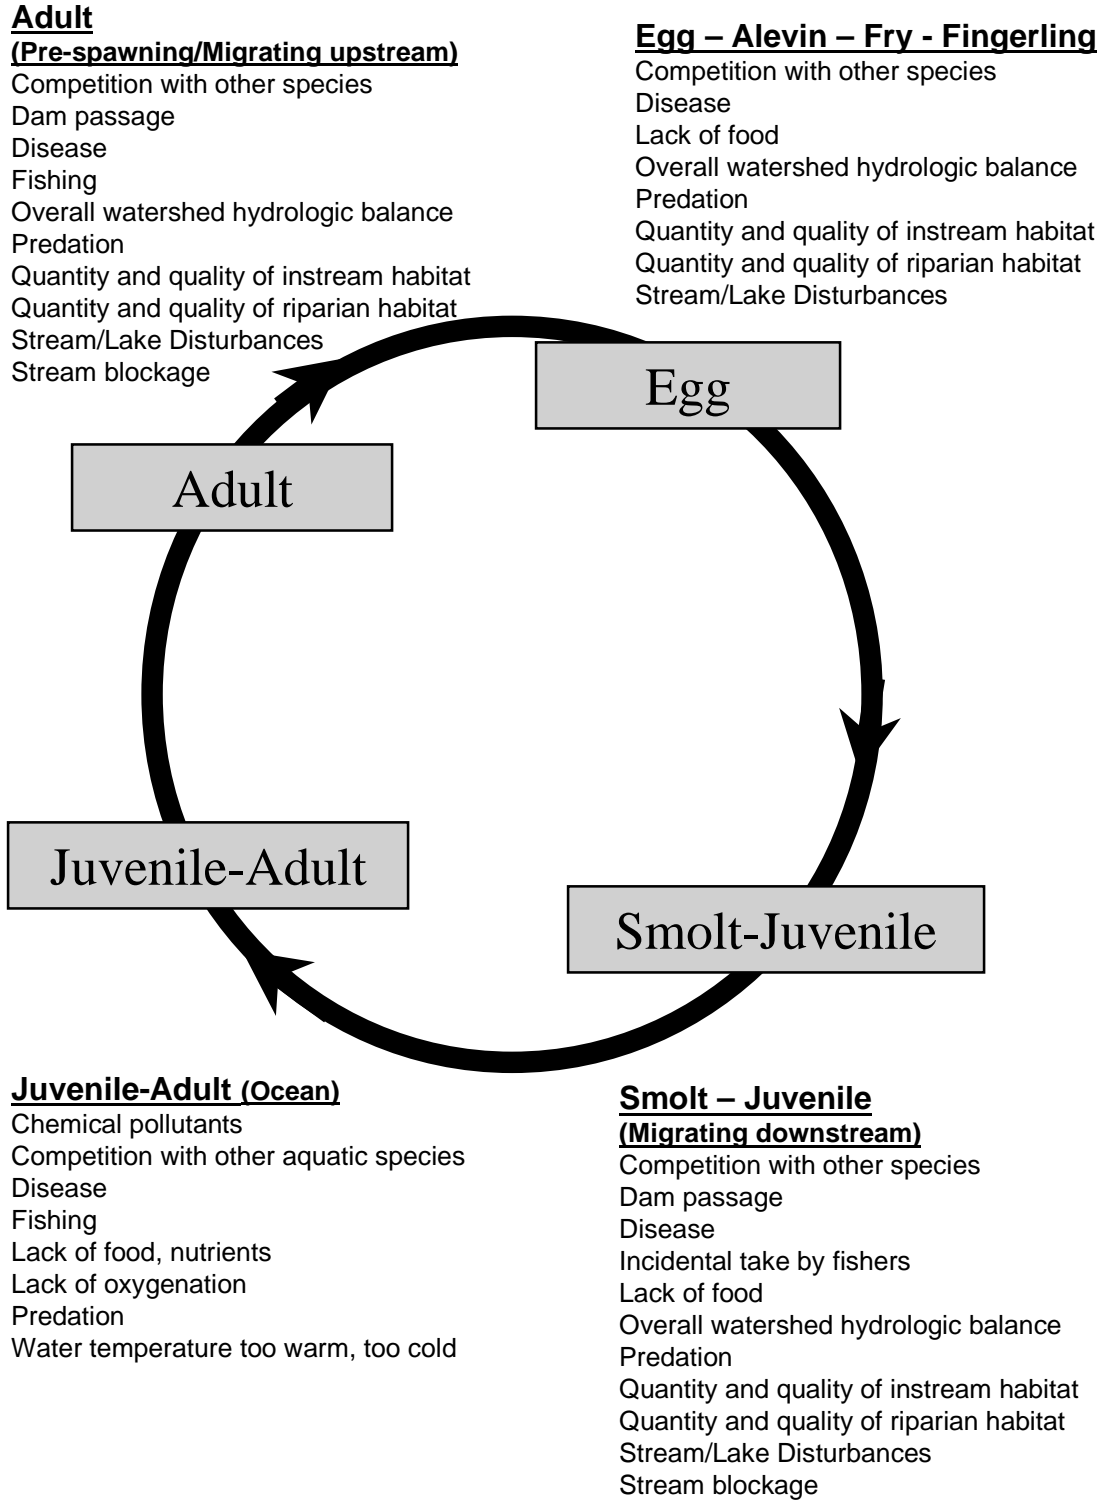 Adult
(Pre-spawning/Migrating upstream)
Competition with other species
Dam passage
Disease
Fishing
Overall watershed hydrologic balance
Predation
Quantity and quality of instream habitat
Quantity and quality of riparian habitat
Stream/Lake Disturbances
Stream blockage
Egg – Alevin – Fry - Fingerling
Competition with other species
Disease
Lack of food
Overall watershed hydrologic balance
Predation
Quantity and quality of instream habitat
Quantity and quality of riparian habitat
Stream/Lake Disturbances
Egg
Adult
Juvenile-Adult
Smolt-Juvenile
Juvenile-Adult (Ocean)
Chemical pollutants
Competition with other aquatic species
Disease
Fishing
Lack of food, nutrients
Lack of oxygenation
Predation
Water temperature too warm, too cold
Smolt – Juvenile
(Migrating downstream)
Competition with other species
Dam passage
Disease
Incidental take by fishers
Lack of food
Overall watershed hydrologic balance
Predation
Quantity and quality of instream habitat
Quantity and quality of riparian habitat
Stream/Lake Disturbances
Stream blockage